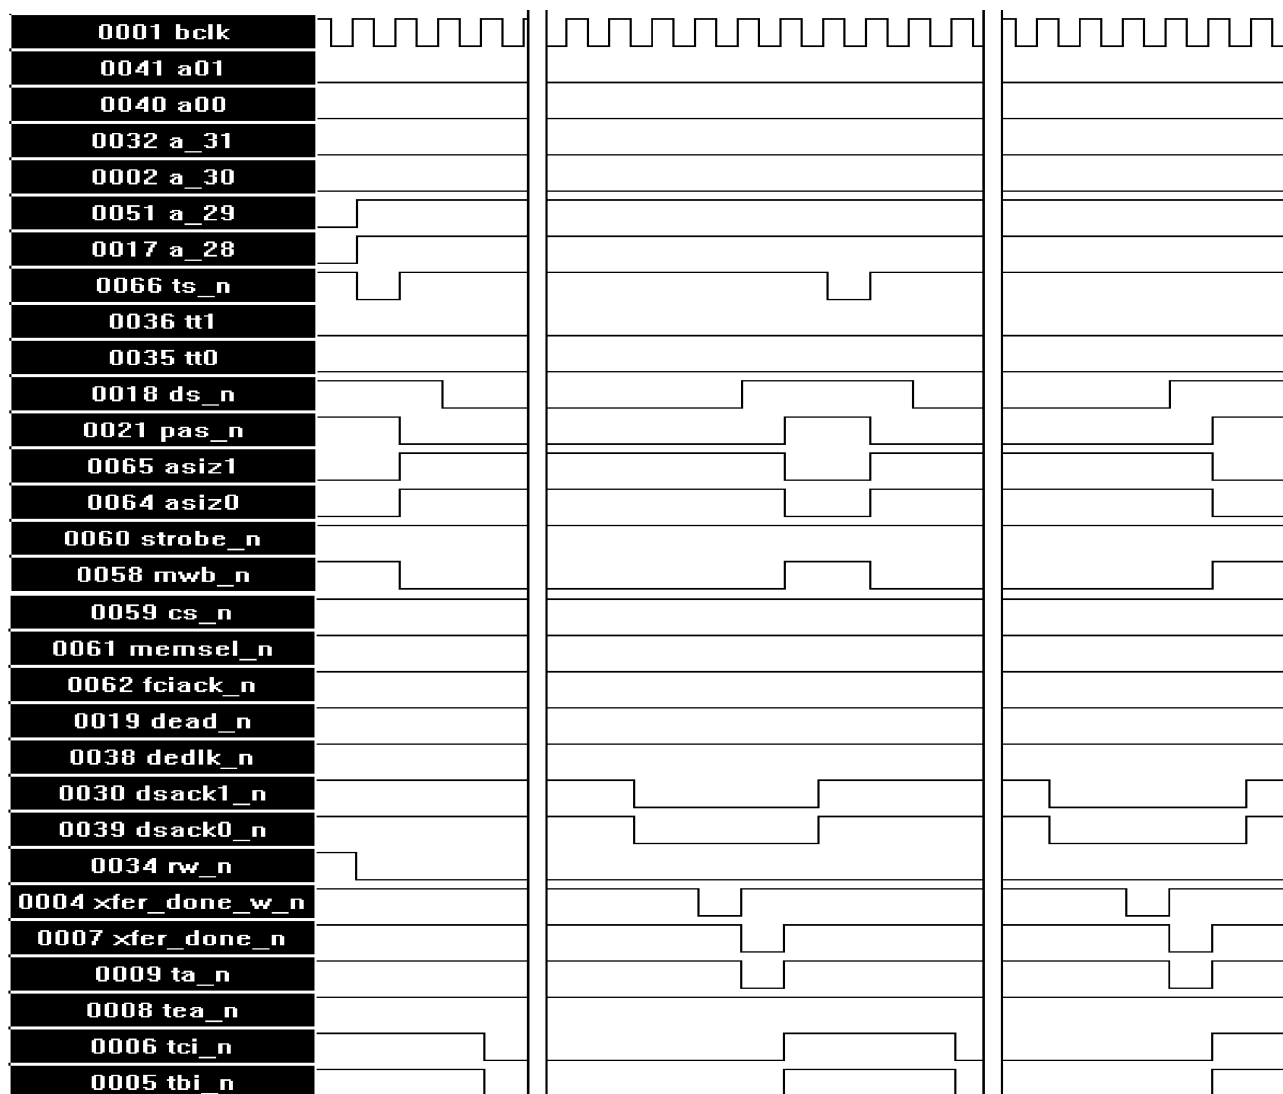 0001 bclk
0041 a01
0040 a00
0032 a_31
0002 a_30
0051 a_29
0017 a_28
0066 ts_n
0036 tt1
0035 tt0
0018 ds_n
0021 pas_n
0065 asiz1
0064 asiz0
0060 strobe_n
0058 mwb_n
0059 cs_n
0061 memsel_n
0062 fciack_n
0019 dead_n
0038 dedlk_n
0030 dsack1_n
0039 dsack0_n
0034 rw_n
0004 xfer_done_w_n
0007 xfer_done_n
0009 ta_n
0008 tea_n
0006 tci_n
0005 tbi_n